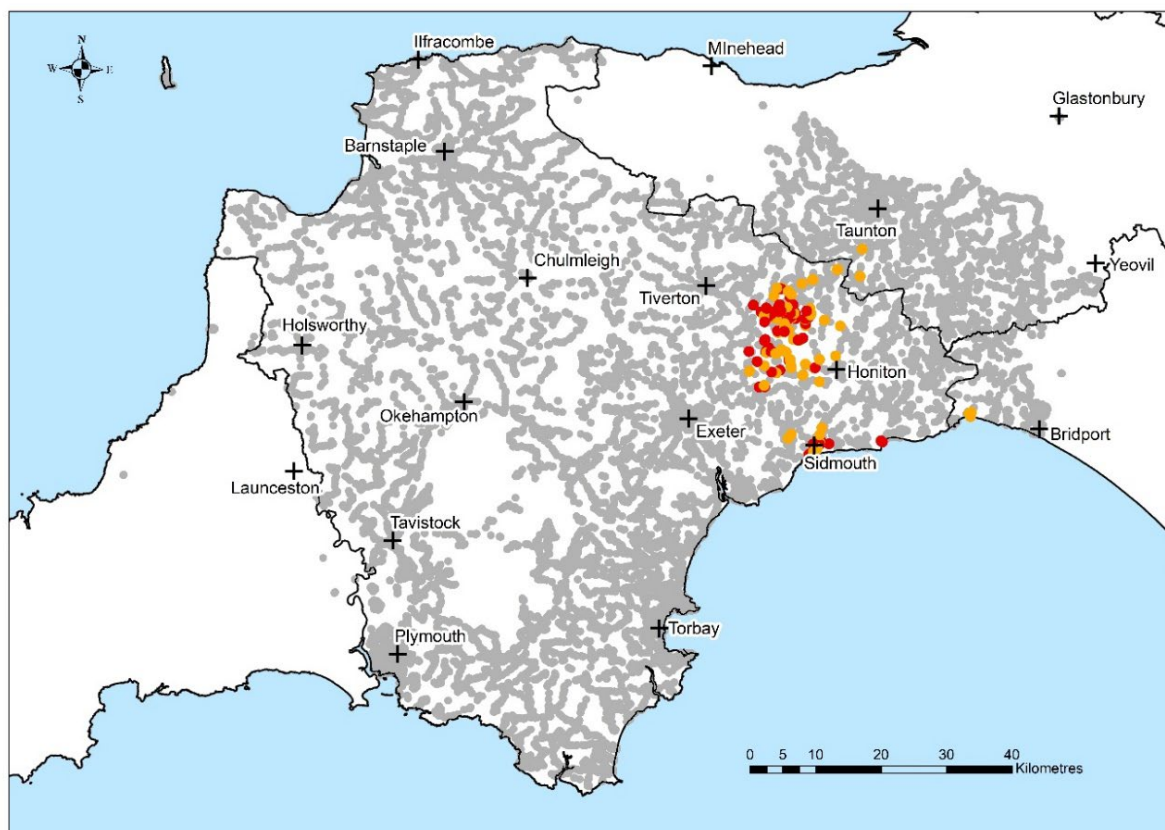 Ilfracombe
MInehead
N
W E
S
Glastonbury
Barnstaple
Taunton
Yeovil
Chulmleigh
Tiverton
Holsworthy
Honiton
Okehampton
Exeter
Bridport
Sidmouth
Launceston
Tavistock
Torbay
Plymouth
0 5 10 20 30 40
Kilometres